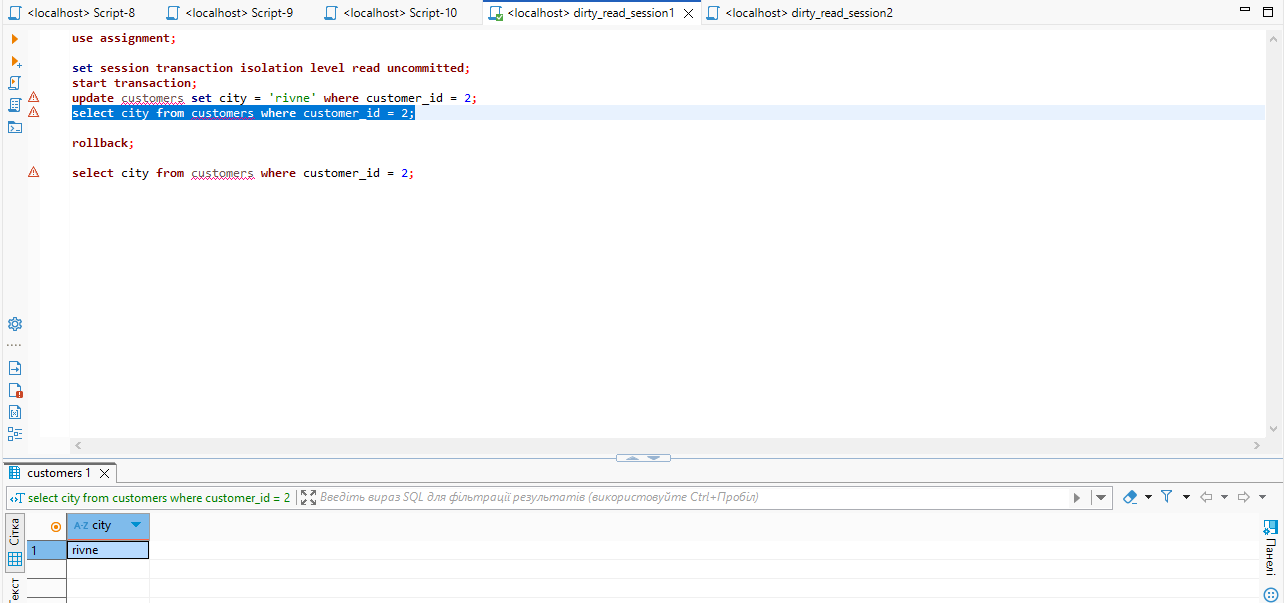 <localhost> Script-8
<localhost> Script-9
<localhost> Script-10
<localhost> dirty_read_session1
<localhost> dirty_read_session2
use assignment;
set session transaction isolation level read uncommitted;
start transaction;
update customers set city = 'rivne' where customer_id = 2;
select city from customers where customer_id = 2;
rollback;
select city from customers where customer_id = 2;
customers 1
select city from customers where customer_id = 2
Введіть вираз SQL для фільтрації результатів (використовуйте Ctrl+Пробіл)
Сітка
A-Z city
1
rivne
Панелі